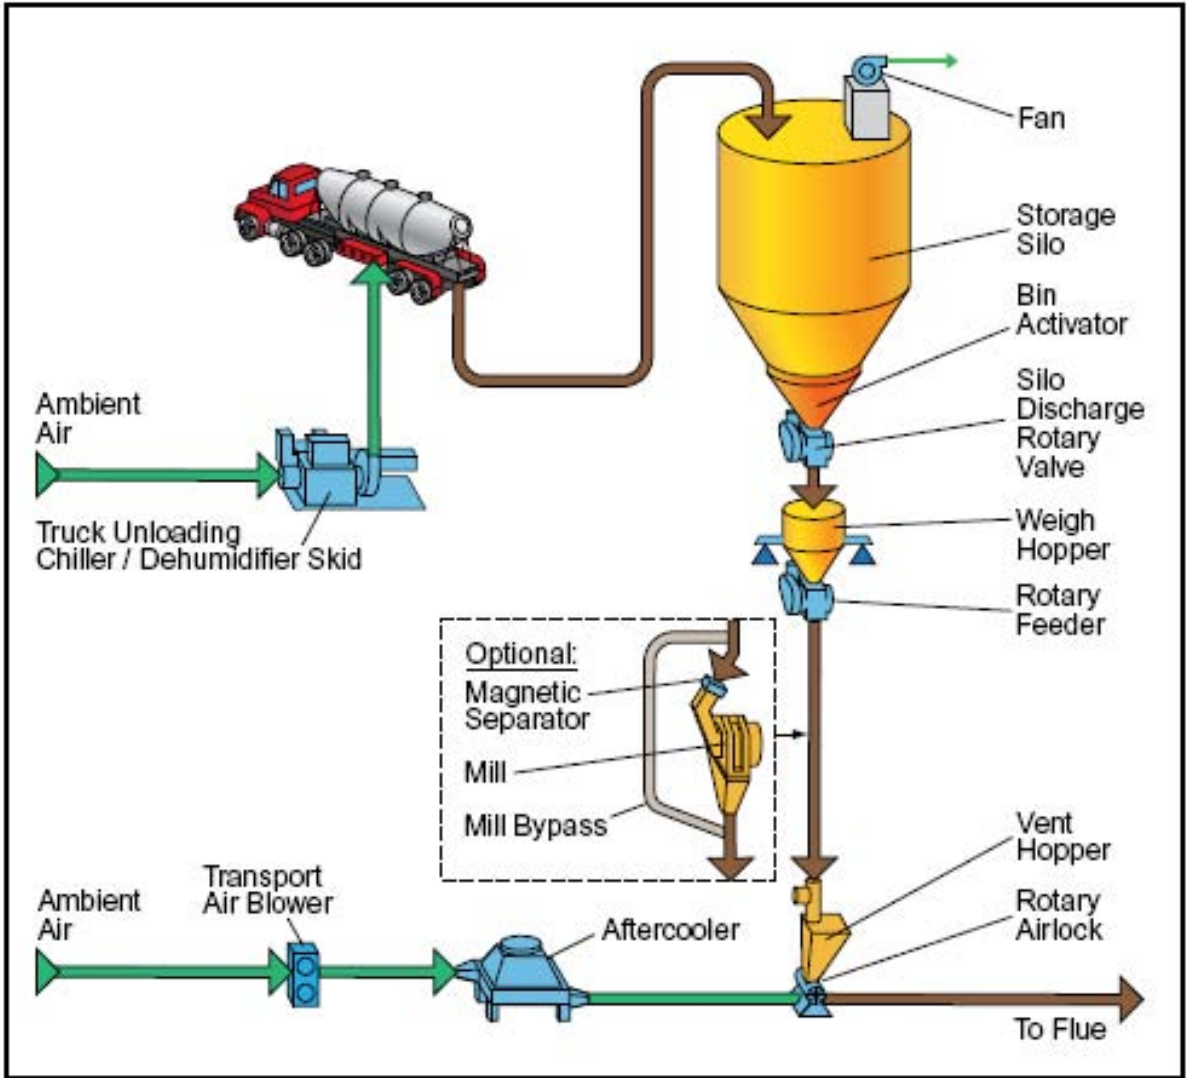 Fan
Storage
Silo
Bin
Activator
Ambient
Air
Silo
Discharge
Rotary
Valve
Truck Unloading
Chiller / Dehumidifier Skid
Weigh
Hopper
Rotary
Feeder
Optional:
Magnetic
Separator
Mill
Mill Bypass
Vent
Hopper
Transport
Air Blower
Ambient
Air
Aftercooler
Rotary
Airlock
To Flue